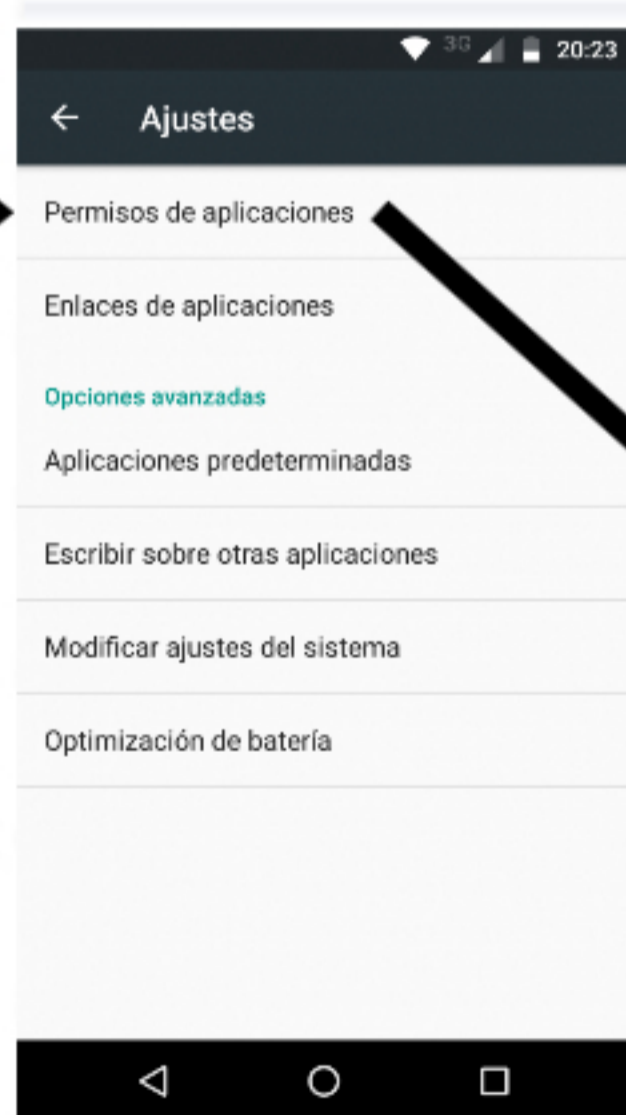 3G 20:23
Ajustes
Permisos de aplicaciones
Enlaces de aplicaciones
Opciones avanzadas
Aplicaciones predeterminadas
Escribir sobre otras aplicaciones
Modificar ajustes del sistema
Optimización de batería